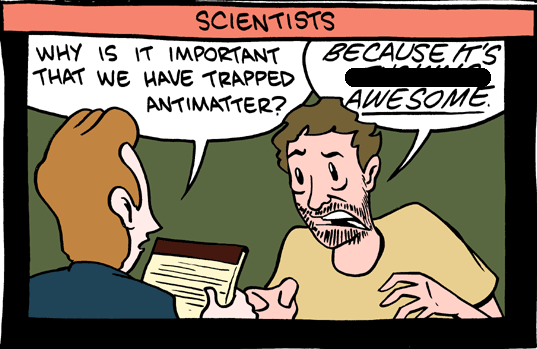 SCIENTISTS
WHY IS IT IMPORTANT
THAT WE HAVE TRAPPED
ANTIMATTER?
BECAUSE IT'S
AWESOME.